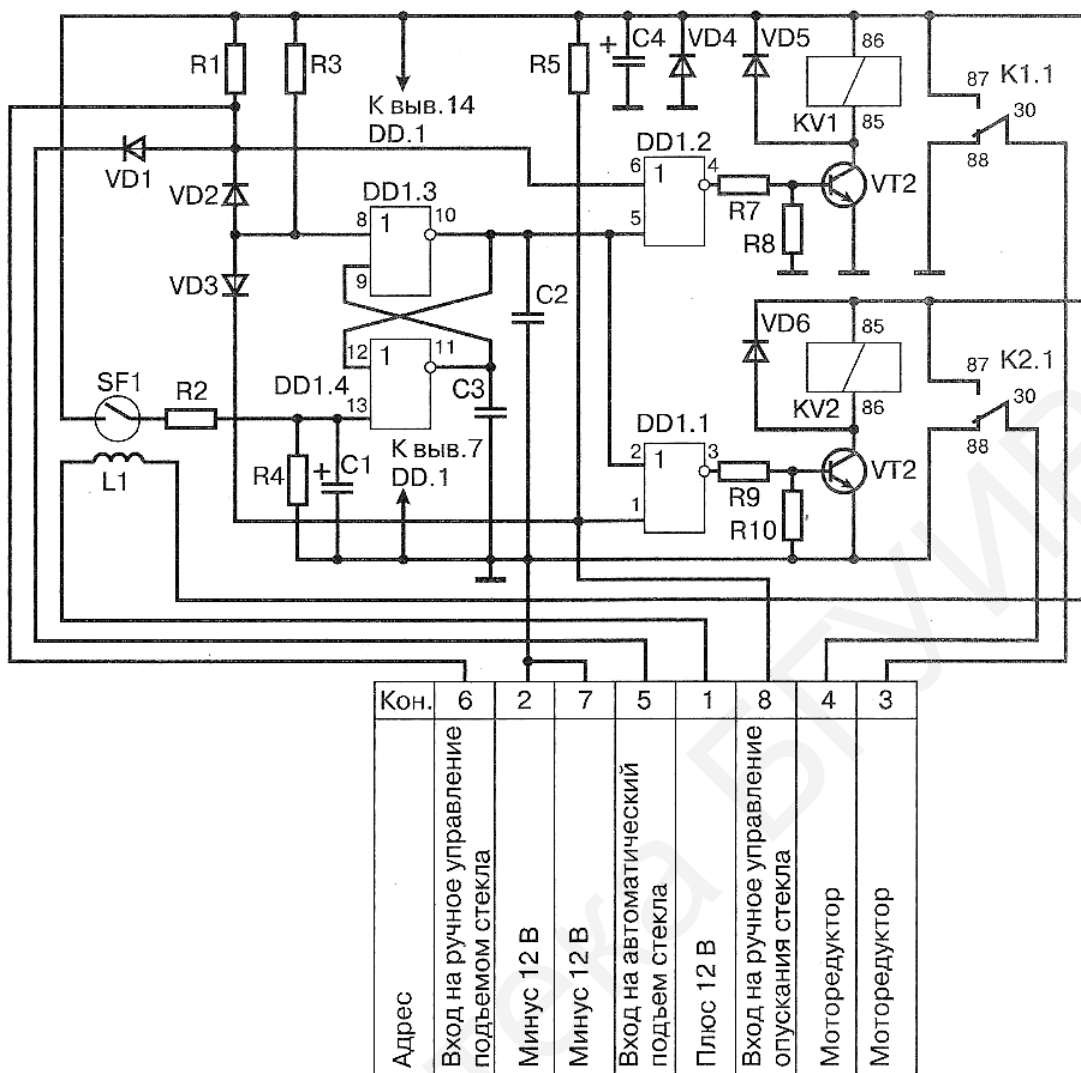 R1
R3
К выв.14
DD.1
R5
+
C4
VD4
VD5
86
KV1
85
87
K1.1
30
88
VD1
VD2
VD3
DD1.3
8
1
10
9
DD1.2
6
1
4
5
R7
R8
VT2
C2
12
1
11
13
DD1.4
C3
SF1
R2
L1
R4
+
C1
К выв.7
DD.1
DD1.1
2
1
3
1
R9
R10
VD6
85
KV2
86
VT2
87
K2.1
30
88
Кон.
6
2
7
5
1
8
4
3
Адрес
Вход на ручное управление
подъемом стекла
Минус 12 В
Минус 12 В
Вход на автоматический
подъем стекла
Плюс 12 В
Вход на ручное управление
опускания стекла
Моторедуктор
Моторедуктор